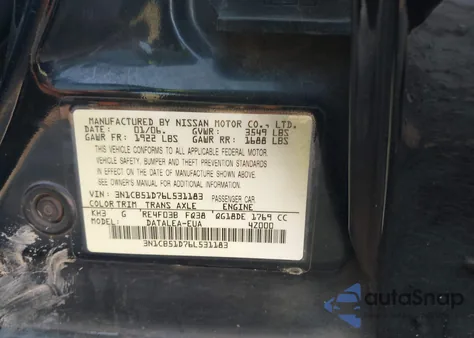 MANUFACTURED BY NISSAN MOTOR CO., LTD.
DATE: 01/06. GVWR: 3549 LBS
GAWR FR: 1922 LBS GAWR RR: 1688 LBS
THIS VEHICLE CONFORMS TO ALL APPLICABLE FEDERAL MOTOR
VEHICLE SAFETY, BUMPER AND THEFT PREVENTION STANDARDS
IN EFFECT ON THE DATE OF MANUFACTURE SHOWN ABOVE.
SEE OWNER'S MANUAL FOR ADDITIONAL INFORMATION.
VIN: 3N1CB51D76L531183 PASSENGER CAR
COLOR TRIM TRANS AXLE ENGINE
KH3 G RE4F03B FQ38 QG18DE 1769 CC
MODEL: DATALEA-EUA 4Z000
3N1CB51D76L531183
autoSnap